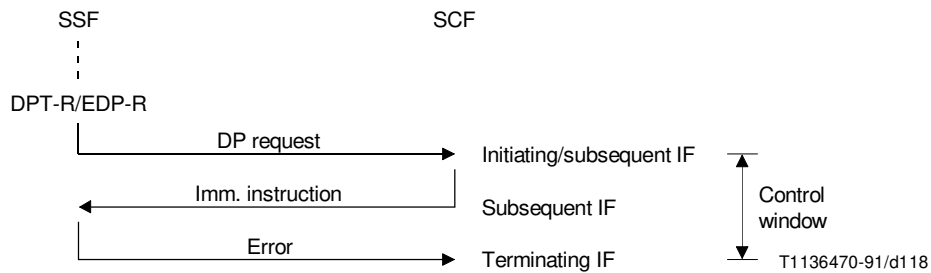 SSF
SCF
DPT-R/EDP-R
DP request
Initiating/subsequent IF
Imm. instruction
Subsequent IF
Control
window
Error
Terminating IF
T1136470-91/d118